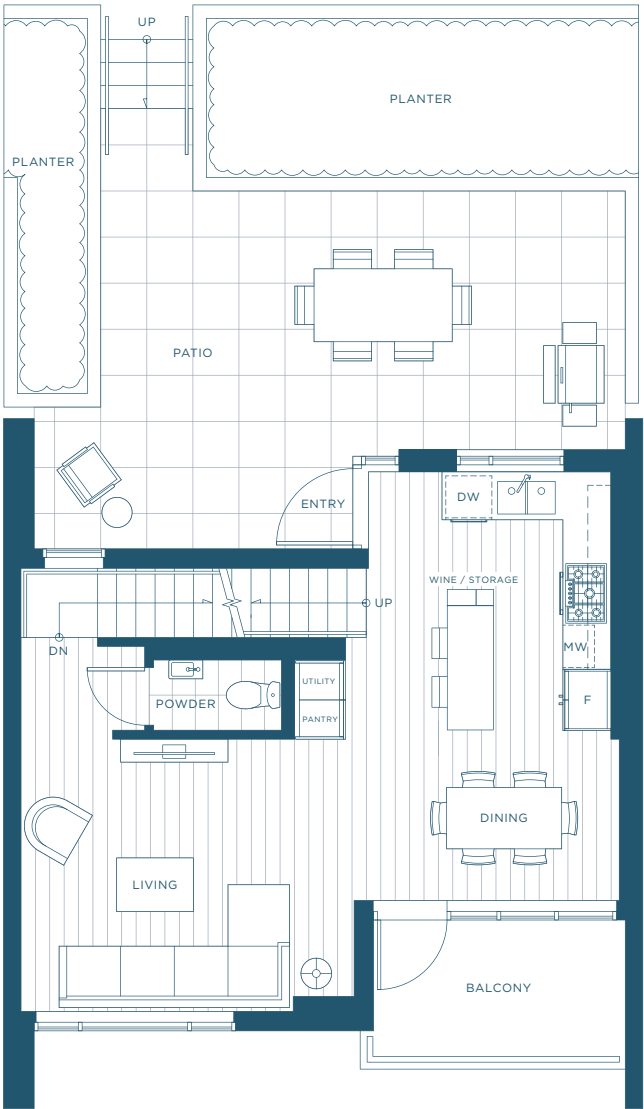 UP
PLANTER
PLANTER
PATIO
DW
ENTRY
WINE / STORAGE
UP
DN
MW
UTILITY
F
POWDER
PANTRY
DINING
LIVING
BALCONY